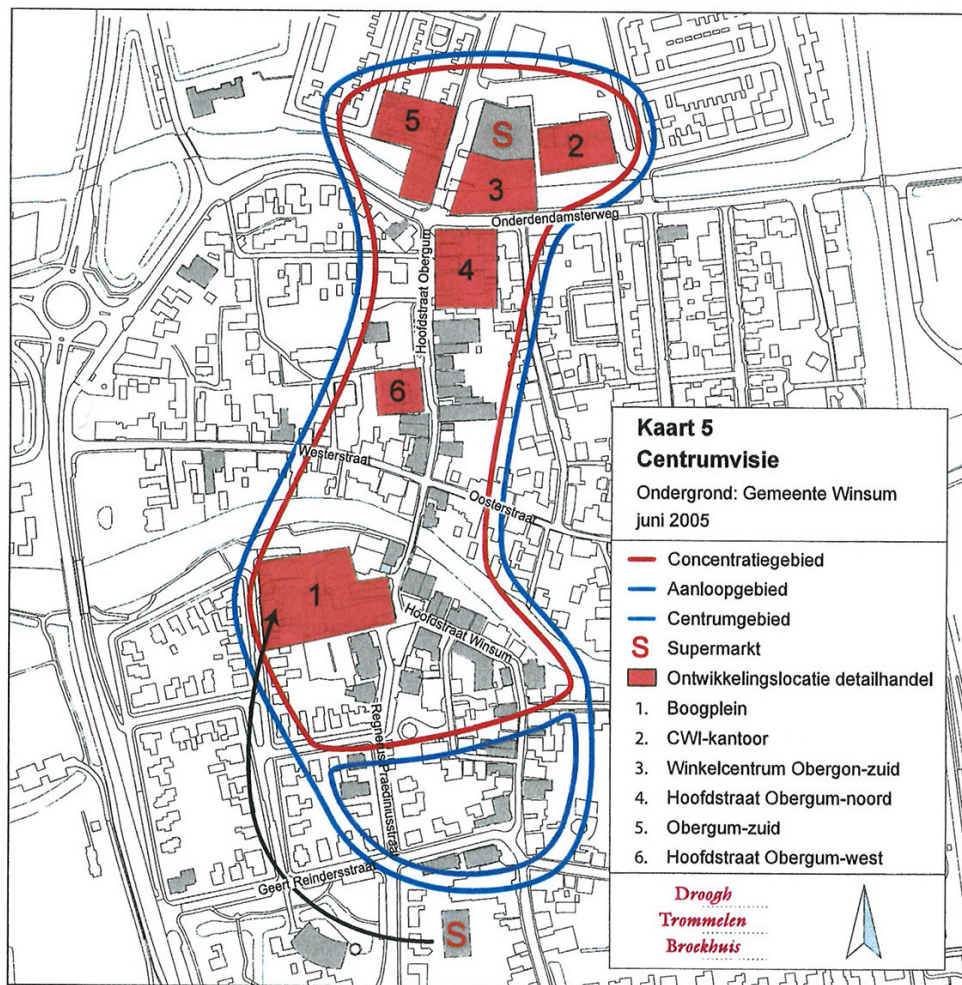 5
S
2
3
Onderdendamsterweg
4
Hoofdstraat Obergum
6
Westerstraat
Oosterstraat
1
Hoofdstraat Winsum
Regnerus Praediniusstraat
Geert Reindersstraat
S
Kaart 5
Centrumvisie
Ondergrond: Gemeente Winsum
juni 2005
Concentratiegebied
Aanloopgebied
Centrumgebied
S Supermarkt
Ontwikkelingslocatie detailhandel
1. Boogplein
2. CWI-kantoor
3. Winkelcentrum Obergon-zuid
4. Hoofdstraat Obergum-noord
5. Obergum-zuid
6. Hoofdstraat Obergum-west
Droogh
Trommelen
Broekhuis